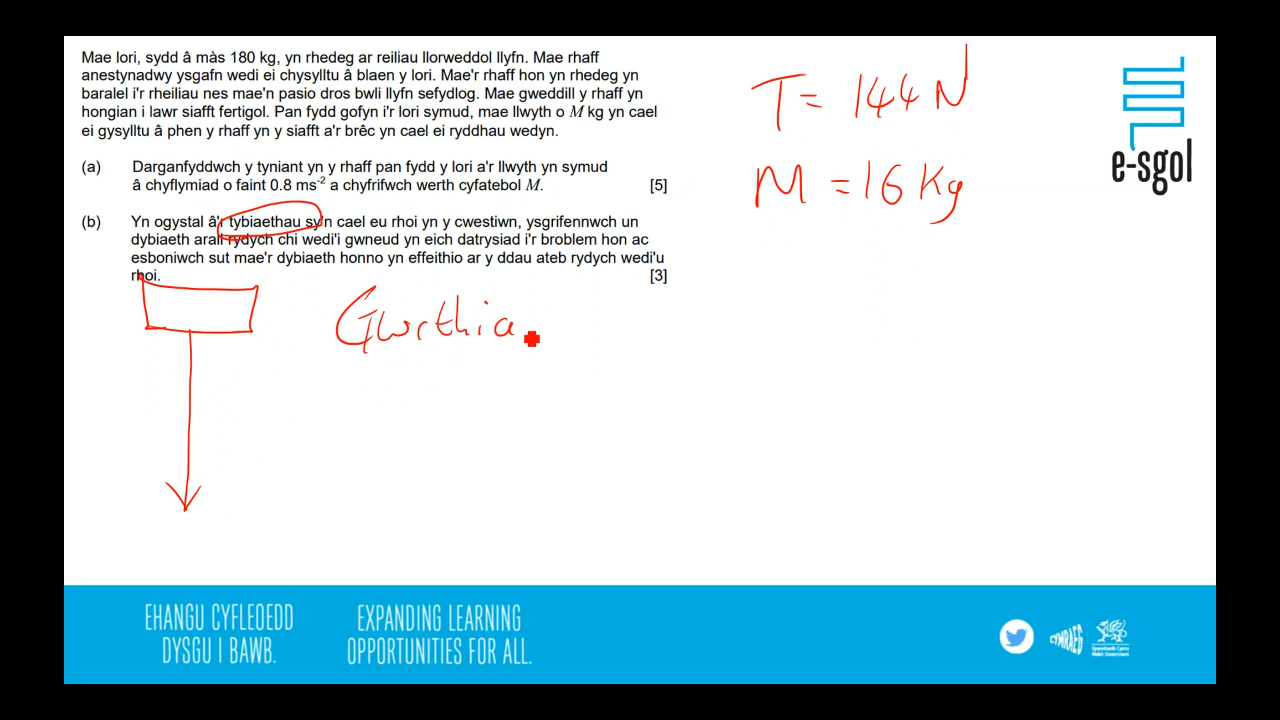 Mae lori, sydd â màs 180 kg, yn rhedeg ar reiliau llorweddol llyfn. Mae rhaff
anestynadwy ysgafn wedi ei chysylltu â blaen y lori. Mae'r rhaff hon yn rhedeg yn
baralel i'r rheiliau nes mae'n pasio dros bwli llyfn sefydlog. Mae gweddill y rhaff yn
hongian i lawr siafft fertigol. Pan fydd gofyn i'r lori symud, mae llwyth o M kg yn cael
ei gysylltu â phen y rhaff yn y siafft a'r brêc yn cael ei ryddhau wedyn.
(a) Darganfyddwch y tyniant yn y rhaff pan fydd y lori a'r llwyth yn symud
â chyflymiad o faint 0.8 ms⁻² a chyfrifwch werth cyfatebol M. [5]
(b) Yn ogystal â'r tybiaethau sy'n cael eu rhoi yn y cwestiwn, ysgrifennwch un
dybiaeth arall rydych chi wedi'i gwneud yn eich datrysiad i'r broblem hon ac
esboniwch sut mae'r dybiaeth honno yn effeithio ar y ddau ateb rydych wedi'u
rhoi. [3]
T = 144 N
M = 16 kg
e-sgol
Gwrthia
EHANGU CYFLEOEDD
DYSGU I BAWB.
EXPANDING LEARNING
OPPORTUNITIES FOR ALL.
CYMRAEG
Llywodraeth Cymru
Welsh Government